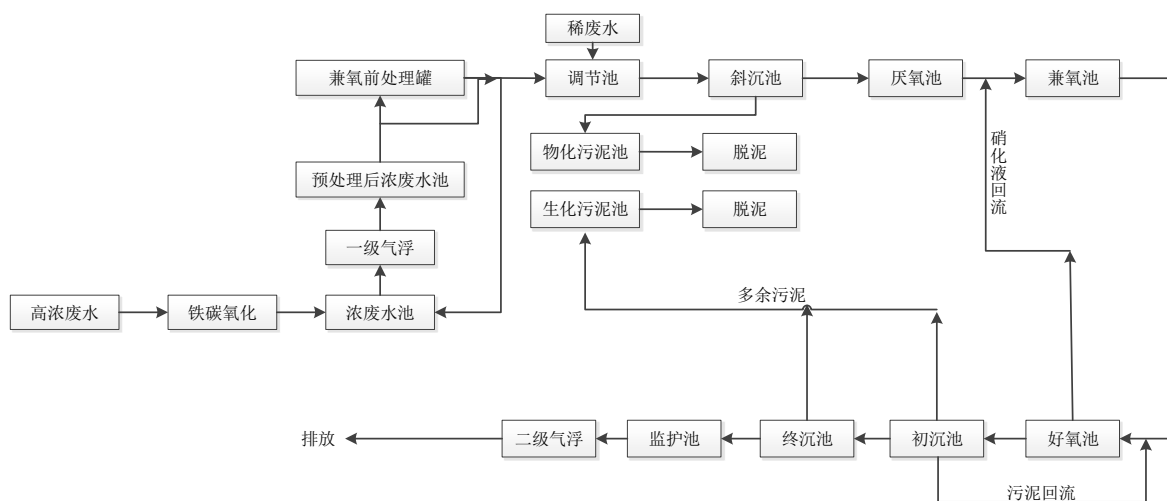 稀废水
兼氧前处理罐
调节池
斜沉池
厌氧池
兼氧池
物化污泥池
脱泥
硝化液回流
预处理后浓废水池
生化污泥池
脱泥
一级气浮
多余污泥
高浓废水
铁碳氧化
浓废水池
排放
二级气浮
监护池
终沉池
初沉池
好氧池
污泥回流